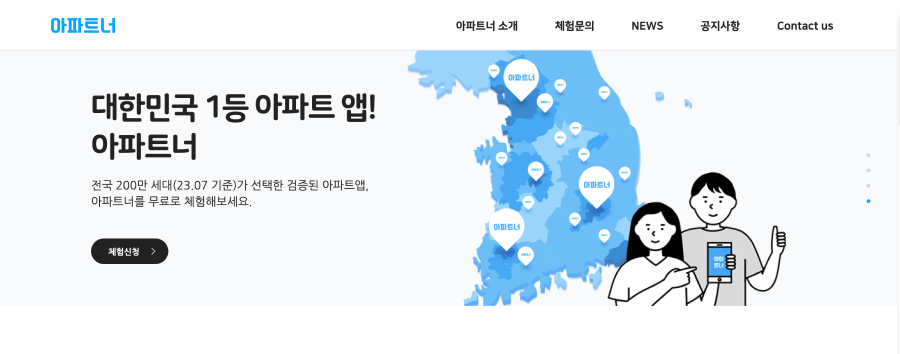 아파트너
아파트너 소개 체험문의 NEWS 공지사항 Contact us
대한민국 1등 아파트 앱!
아파트너
전국 200만 세대(23.07 기준)가 선택한 검증된 아파트앱,
아파트너를 무료로 체험해보세요.
체험신청
아파트너
아파트너
아파트너
아파
트너